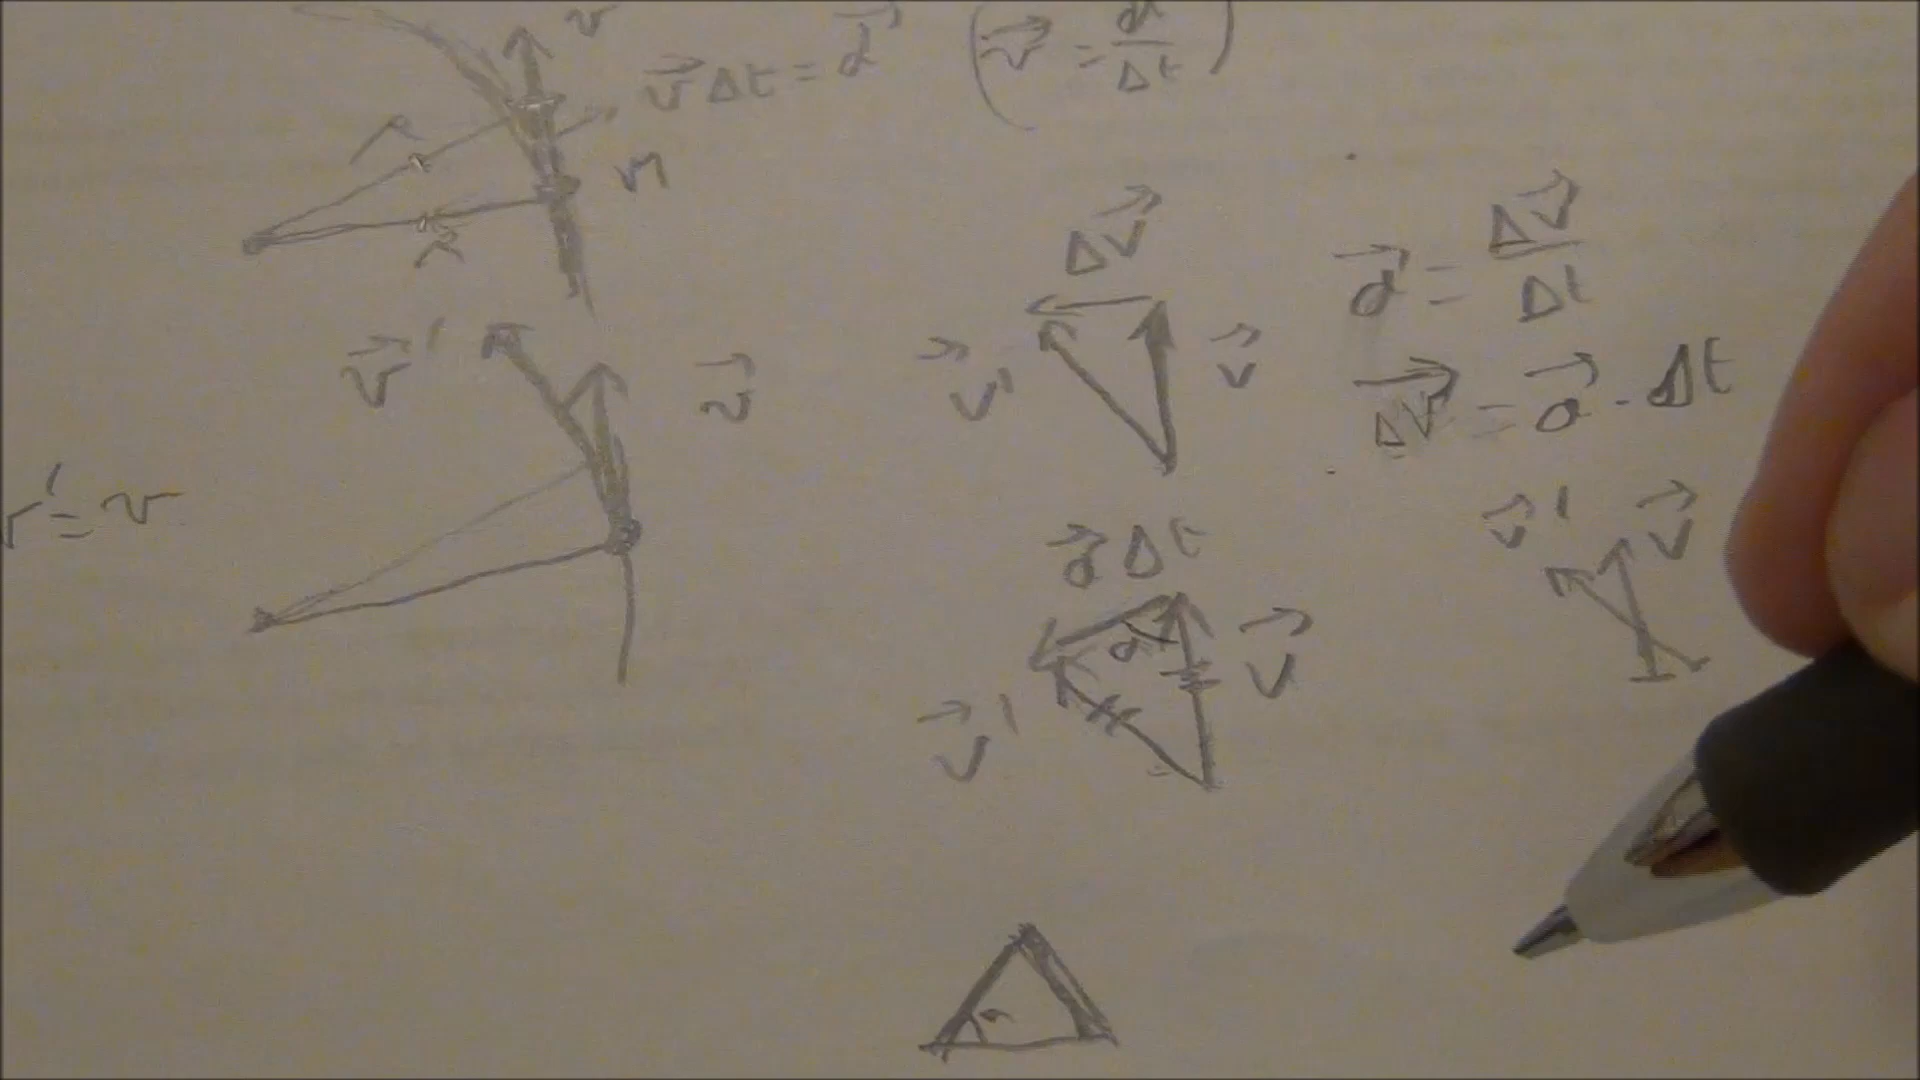 v
v⃗ Δt = d⃗ (v⃗ = d⃗/Δt)
R
m
R
Δv⃗
a⃗ = Δv⃗/Δt
v⃗'
v⃗
v⃗'
v⃗
Δv⃗ = a⃗ · Δt
v' = v
v⃗'
v⃗
a⃗ Δt
α
v⃗
v⃗'